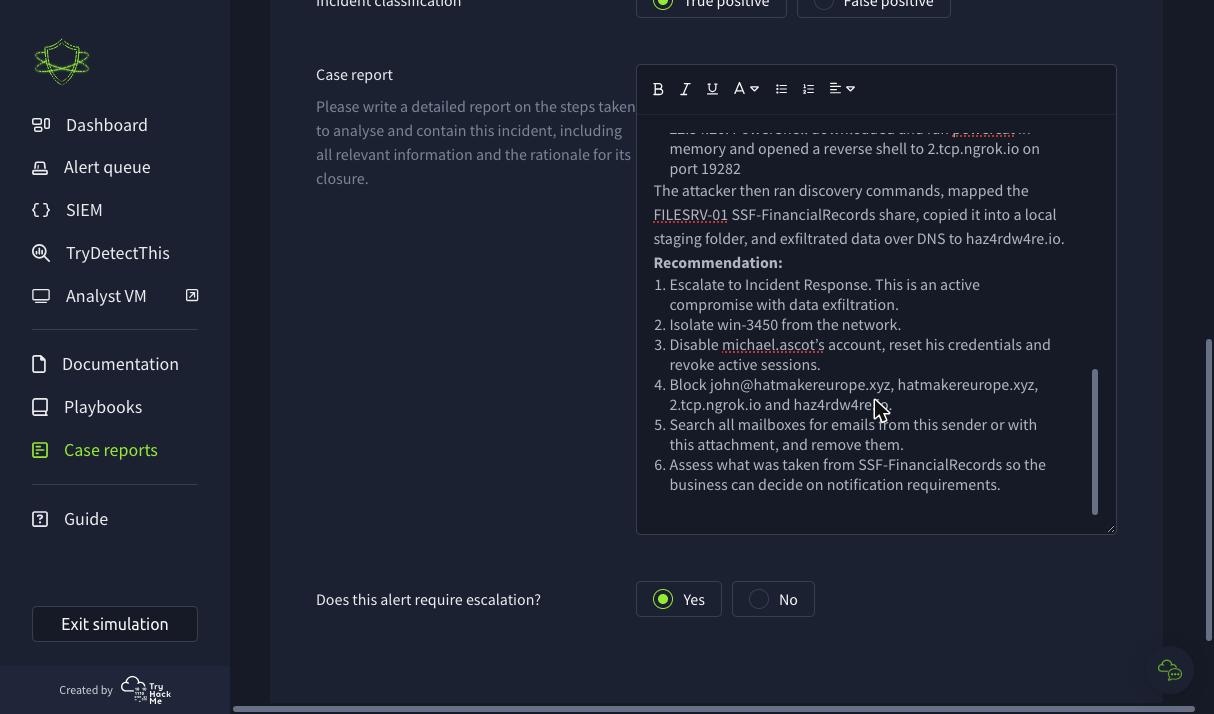 Incident classification
True positive
False positive
Case report
Please write a detailed report on the steps taken
to analyse and contain this incident, including
all relevant information and the rationale for its
closure.
B I U A
memory and opened a reverse shell to 2.tcp.ngrok.io on
port 19282
The attacker then ran discovery commands, mapped the
FILESRV-01 SSF-FinancialRecords share, copied it into a local
staging folder, and exfiltrated data over DNS to haz4rdw4re.io.
Recommendation:
1. Escalate to Incident Response. This is an active
compromise with data exfiltration.
2. Isolate win-3450 from the network.
3. Disable michael.ascot’s account, reset his credentials and
revoke active sessions.
4. Block john@hatmakereurope.xyz, hatmakereurope.xyz,
2.tcp.ngrok.io and
5. Search all mailboxes for emails from this sender or with
this attachment, and remove them.
6. Assess what was taken from SSF-FinancialRecords so the
business can decide on notification requirements.
Does this alert require escalation?
Yes
No
Dashboard
Alert queue
SIEM
TryDetectThis
Analyst VM
Documentation
Playbooks
Case reports
Guide
Exit simulation
Created by
Try
Hack
Me